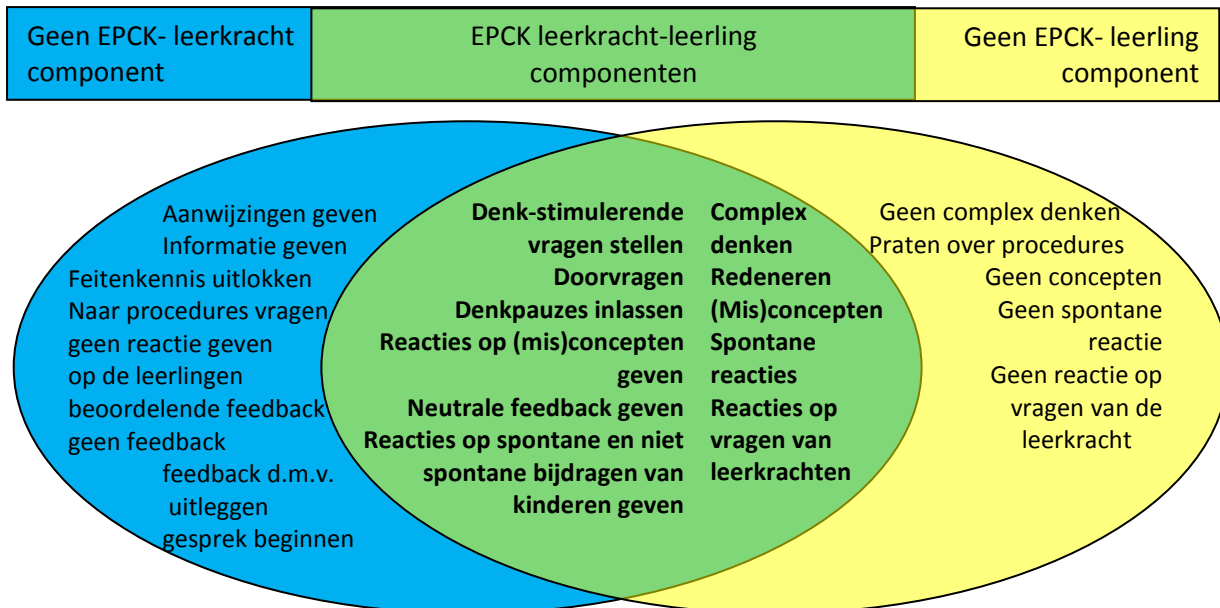 Geen EPCK- leerkracht
component
EPCK leerkracht-leerling
componenten
Geen EPCK- leerling
component
Aanwijzingen geven
Informatie geven
Feitenkennis uitlokken
Naar procedures vragen
geen reactie geven
op de leerlingen
beoordelende feedback
geen feedback
feedback d.m.v.
uitleggen
gesprek beginnen
Denk-stimulerende
vragen stellen
Doorvragen
Denkpauzes inlassen
Reacties op (mis)concepten
geven
Neutrale feedback geven
Reacties op spontane en niet
spontane bijdragen van
kinderen geven
Complex
denken
Redeneren
(Mis)concepten
Spontane
reacties
Reacties op
vragen van
leerkrachten
Geen complex denken
Praten over procedures
Geen concepten
Geen spontane
reactie
Geen reactie op
vragen van de
leerkracht